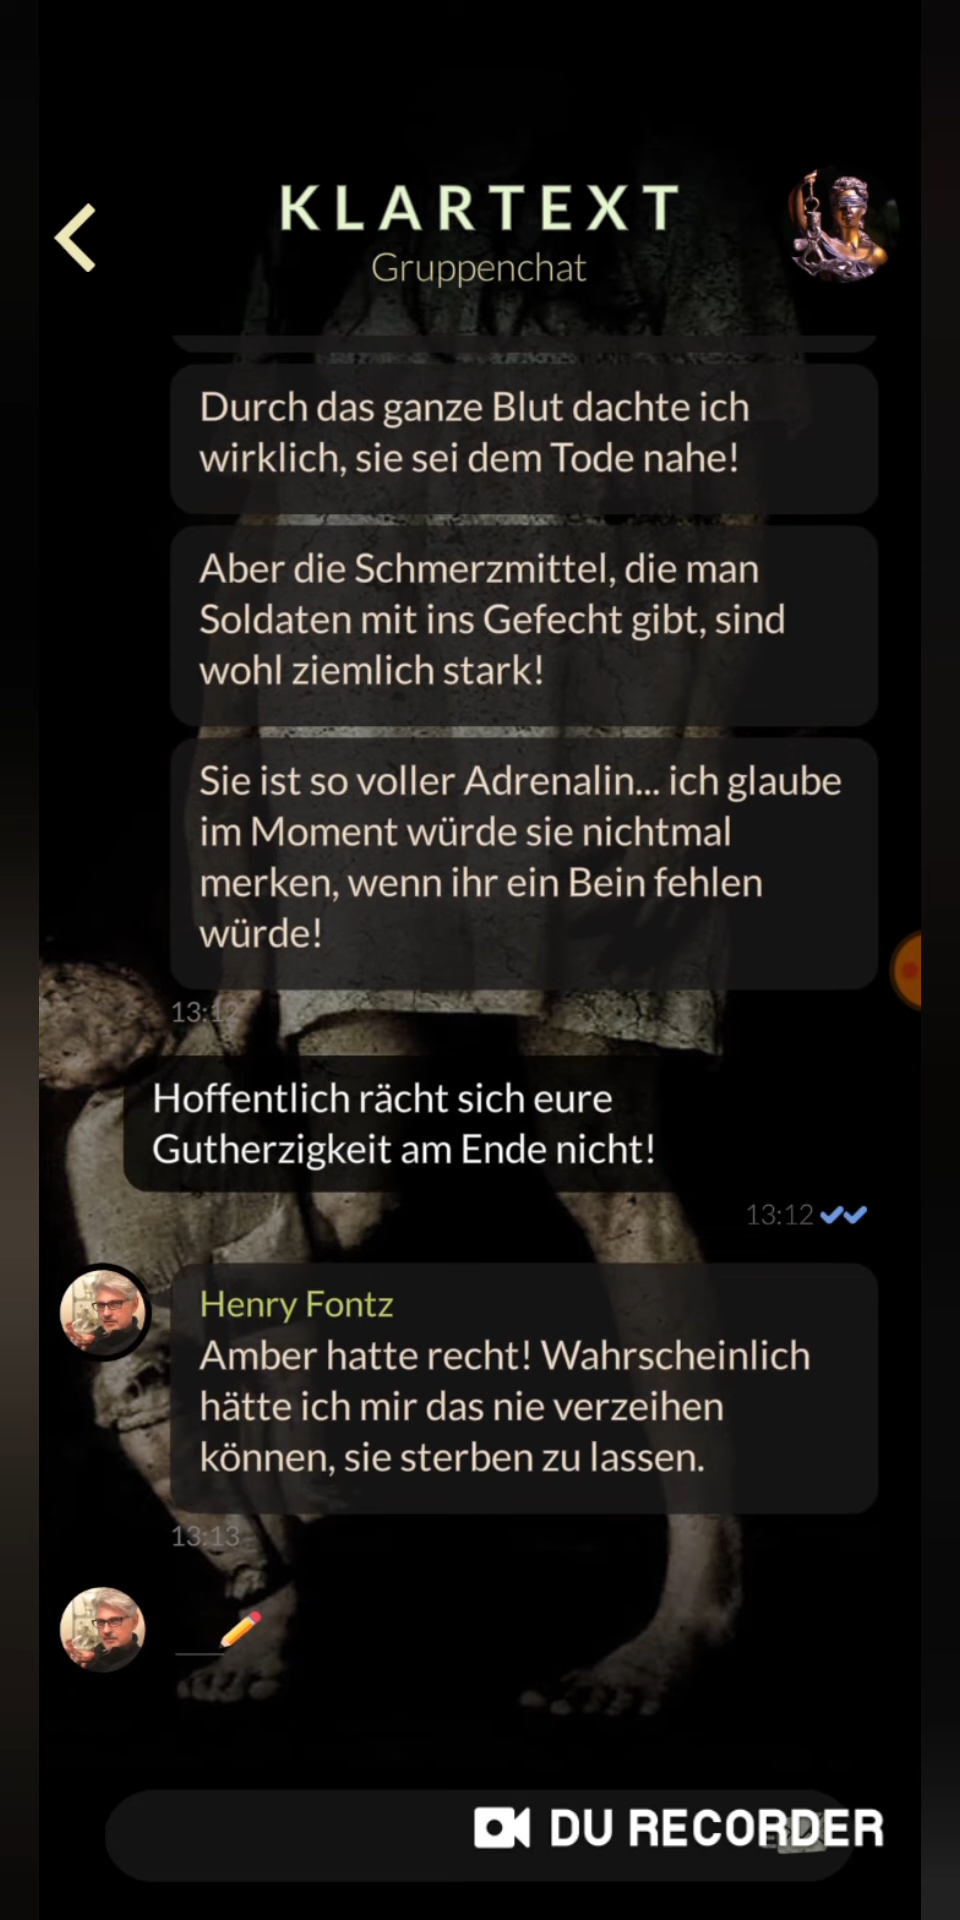 KLARTEXT
Gruppenchat
Durch das ganze Blut dachte ich
wirklich, sie sei dem Tode nahe!
Aber die Schmerzmittel, die man
Soldaten mit ins Gefecht gibt, sind
wohl ziemlich stark!
Sie ist so voller Adrenalin... ich glaube
im Moment würde sie nichtmal
merken, wenn ihr ein Bein fehlen
würde!
13:12
Hoffentlich rächt sich eure
Gutherzigkeit am Ende nicht!
13:12
Henry Fontz
Amber hatte recht! Wahrscheinlich
hätte ich mir das nie verzeihen
können, sie sterben zu lassen.
13:13
DU RECORDER